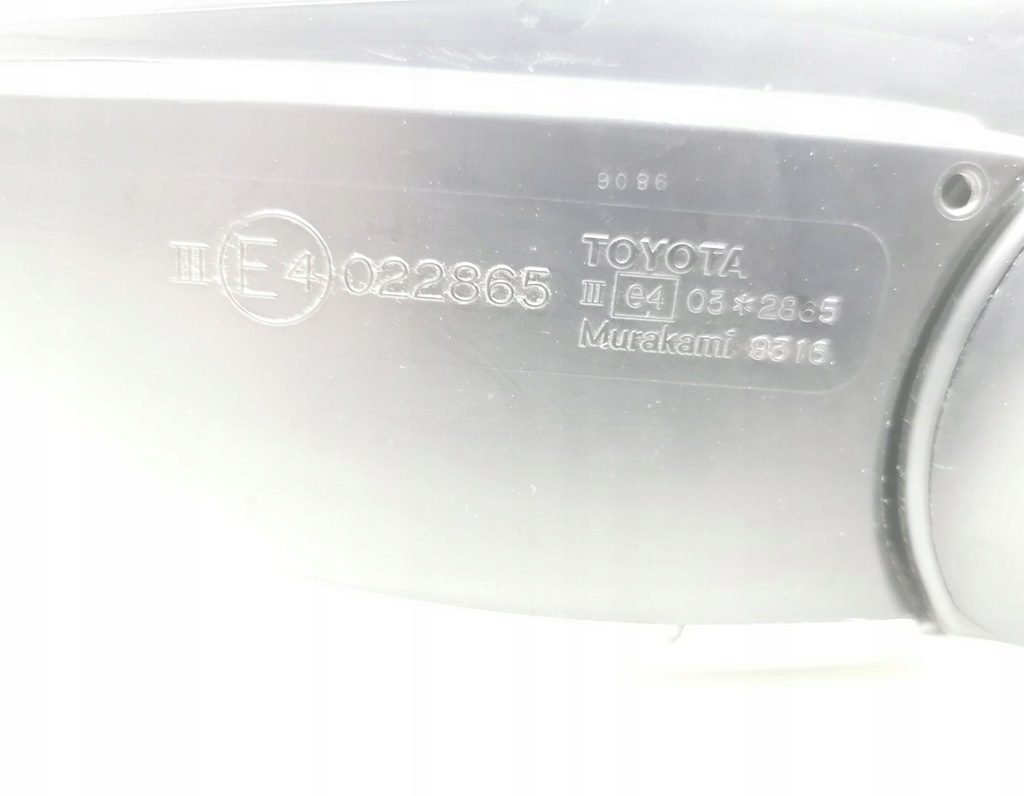 9086
III E4 022865
TOYOTA
III e4 03*2865
Murakami 9316